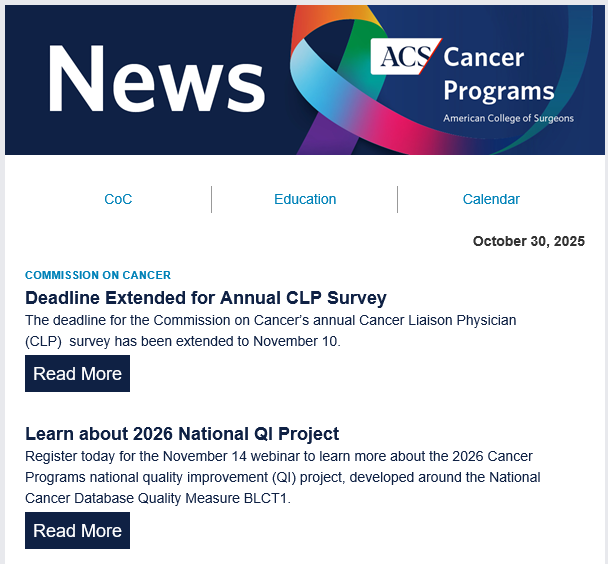 News
ACS Cancer
Programs
American College of Surgeons
CoC
Education
Calendar
October 30, 2025
COMMISSION ON CANCER
Deadline Extended for Annual CLP Survey
The deadline for the Commission on Cancer’s annual Cancer Liaison Physician
(CLP)  survey has been extended to November 10.
Read More
Learn about 2026 National QI Project
Register today for the November 14 webinar to learn more about the 2026 Cancer
Programs national quality improvement (QI) project, developed around the National
Cancer Database Quality Measure BLCT1.
Read More